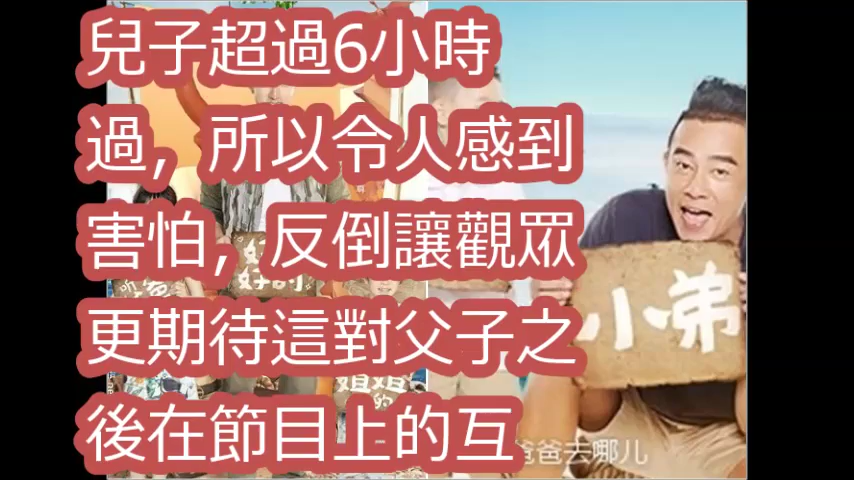 兒子超過6小時
過，所以令人感到
害怕，反倒讓觀眾
更期待這對父子之
後在節目上的互
小弟
爸爸去哪儿